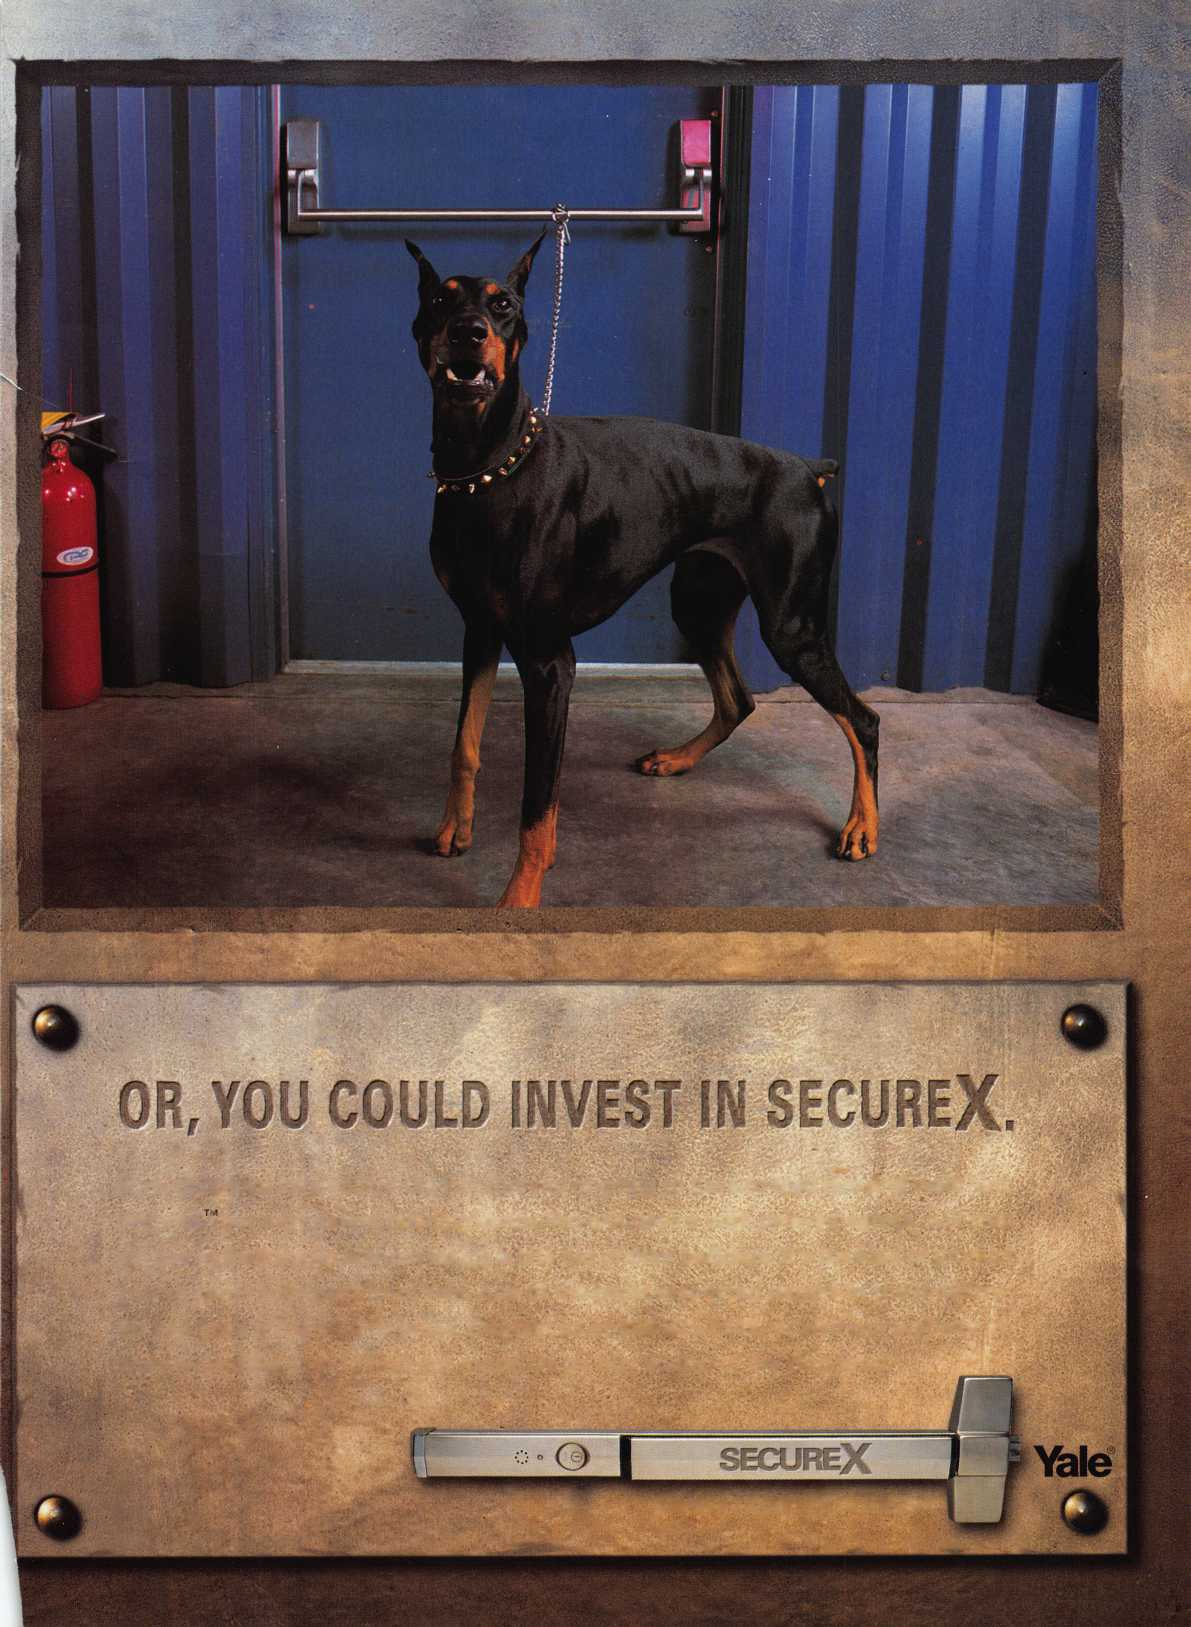 OR, YOU COULD INVEST IN SECUREX.
™
SECUREX
Yale®